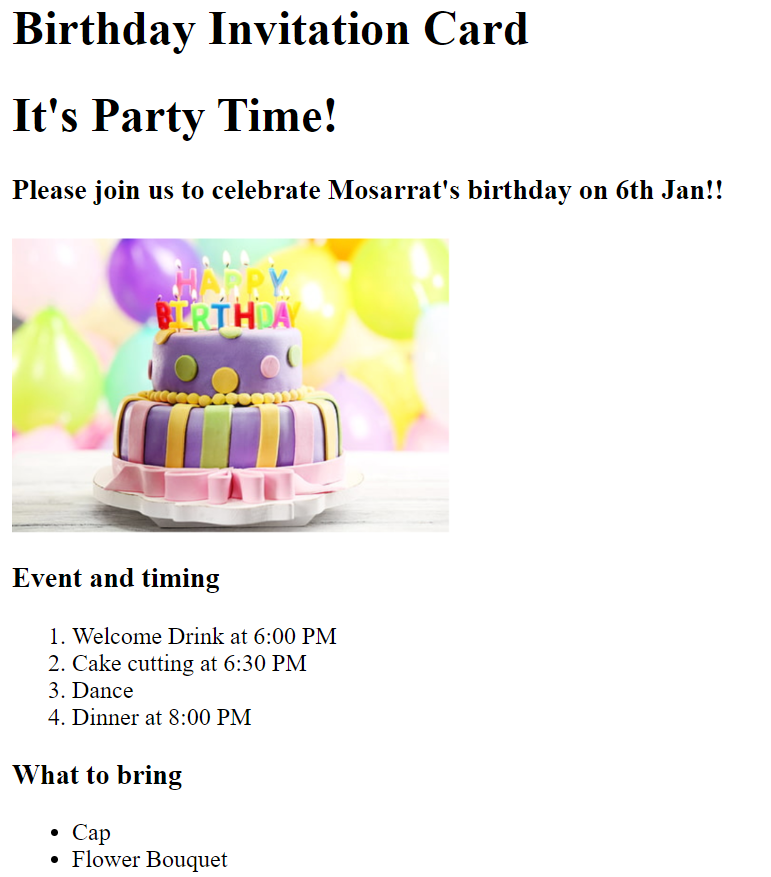 Birthday Invitation Card
It's Party Time!
Please join us to celebrate Mosarrat's birthday on 6th Jan!!
HAPPY
BIRTHDAY
Event and timing
1. Welcome Drink at 6:00 PM
2. Cake cutting at 6:30 PM
3. Dance
4. Dinner at 8:00 PM
What to bring
• Cap
• Flower Bouquet